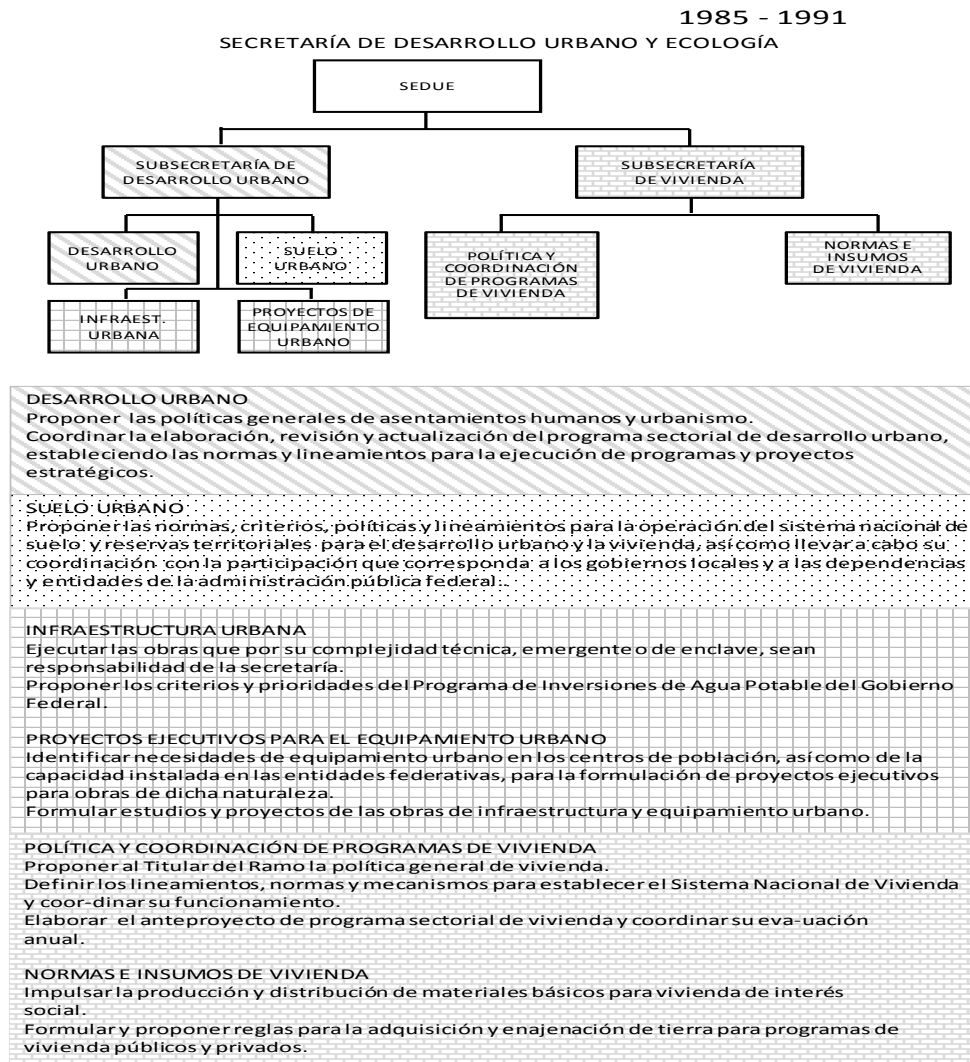 1985 - 1991
SECRETARÍA DE DESARROLLO URBANO Y ECOLOGÍA
SEDUE
SUBSECRETARÍA DE
DESARROLLO URBANO
SUBSECRETARÍA
DE VIVIENDA
DESARROLLO
URBANO
SUELO
URBANO
POLÍTICA Y
COORDINACIÓN
DE PROGRAMAS
DE VIVIENDA
NORMAS E
INSUMOS
DE VIVIENDA
INFRAEST.
URBANA
PROYECTOS DE
EQUIPAMIENTO
URBANO
DESARROLLO URBANO
Proponer las políticas generales de asentamientos humanos y urbanismo.
Coordinar la elaboración, revisión y actualización del programa sectorial de desarrollo urbano,
estableciendo las normas y lineamientos para la ejecución de programas y proyectos
estratégicos.
SUELO URBANO
Proponer las normas, criterios, políticas y lineamientos para la operación del sistema nacional de
suelo y reservas territoriales para el desarrollo urbano y la vivienda, así como llevar a cabo su
coordinación con la participación que corresponda a los gobiernos locales y a las dependencias
y entidades de la administración pública federal.
INFRAESTRUCTURA URBANA
Ejecutar las obras que por su complejidad técnica, emergente o de enclave, sean
responsabilidad de la secretaría.
Proponer los criterios y prioridades del Programa de Inversiones de Agua Potable del Gobierno
Federal.
PROYECTOS EJECUTIVOS PARA EL EQUIPAMIENTO URBANO
Identificar necesidades de equipamiento urbano en los centros de población, así como de la
capacidad instalada en las entidades federativas, para la formulación de proyectos ejecutivos
para obras de dicha naturaleza.
Formular estudios y proyectos de las obras de infraestructura y equipamiento urbano.
POLÍTICA Y COORDINACIÓN DE PROGRAMAS DE VIVIENDA
Proponer al Titular del Ramo la política general de vivienda.
Definir los lineamientos, normas y mecanismos para establecer el Sistema Nacional de Vivienda
y coor-dinar su funcionamiento.
Elaborar el anteproyecto de programa sectorial de vivienda y coordinar su eva-uación
anual.
NORMAS E INSUMOS DE VIVIENDA
Impulsar la producción y distribución de materiales básicos para vivienda de interés
social.
Formular y proponer reglas para la adquisición y enajenación de tierra para programas de
vivienda públicos y privados.